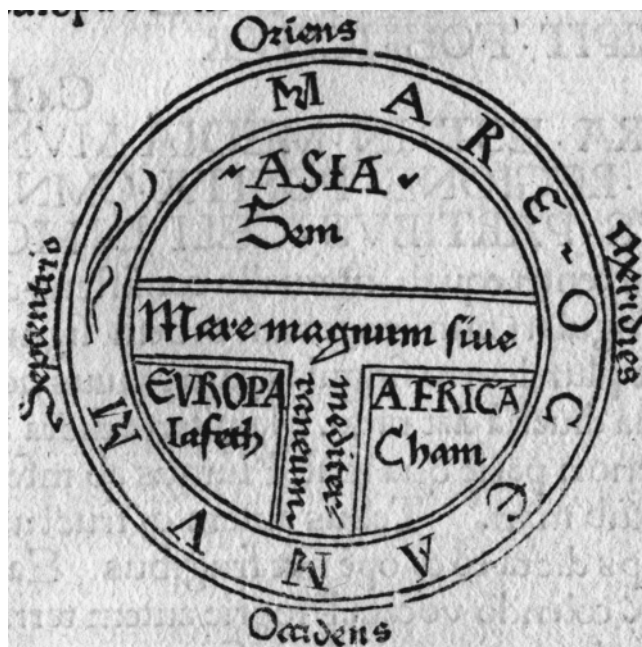 Oriens
MARE ~ OCEANVM
ASIA
Sem
Septentrio
Meridies
Mare magnum siue
mediter=
raneum
EVROPA
Iafeth
AFRICA
Cham
Occidens